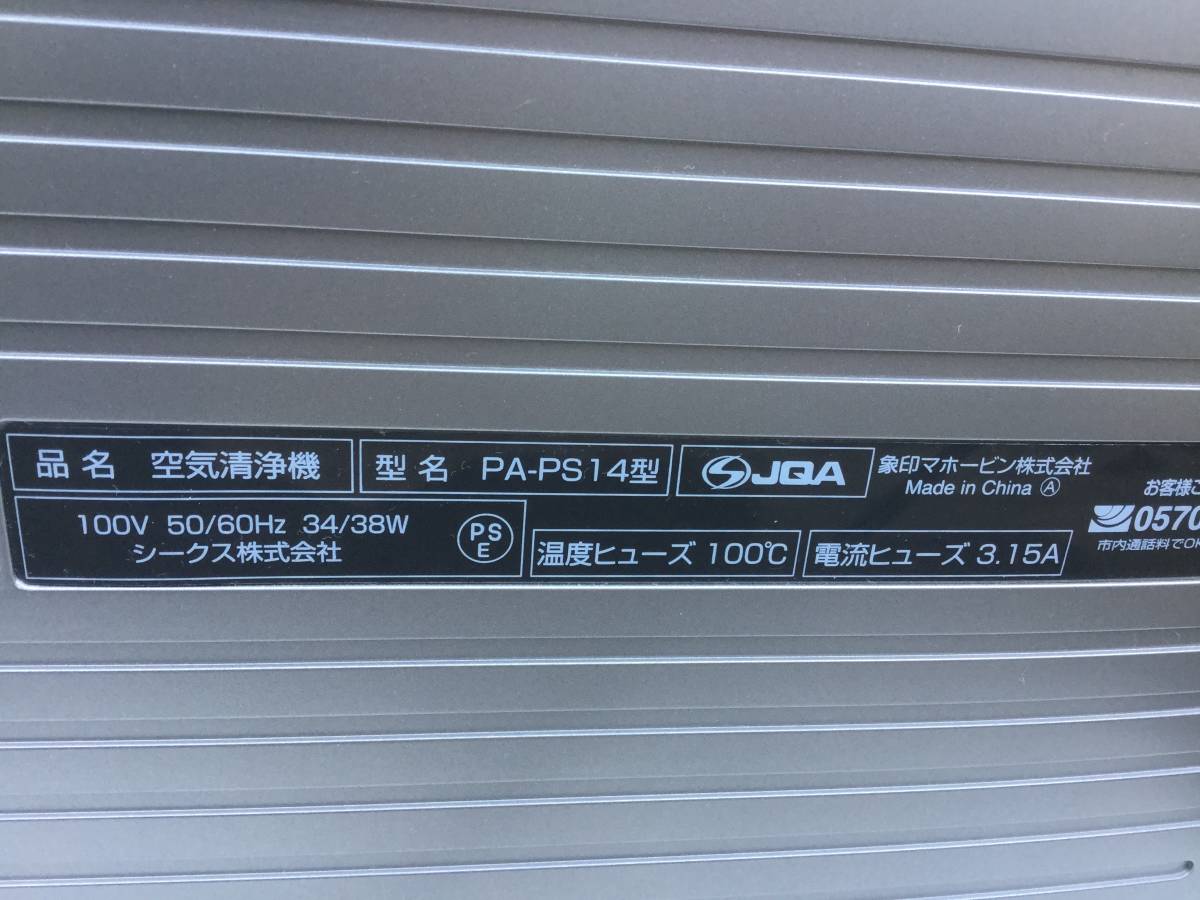 品名 空気清浄機
型名 PA-PS14型
JQA
象印マホービン株式会社
Made in China Ⓐ
お客様ご
0570
市内通話料でOK
100V 50/60Hz 34/38W
シークス株式会社
PS
E
温度ヒューズ 100℃
電流ヒューズ 3.15A